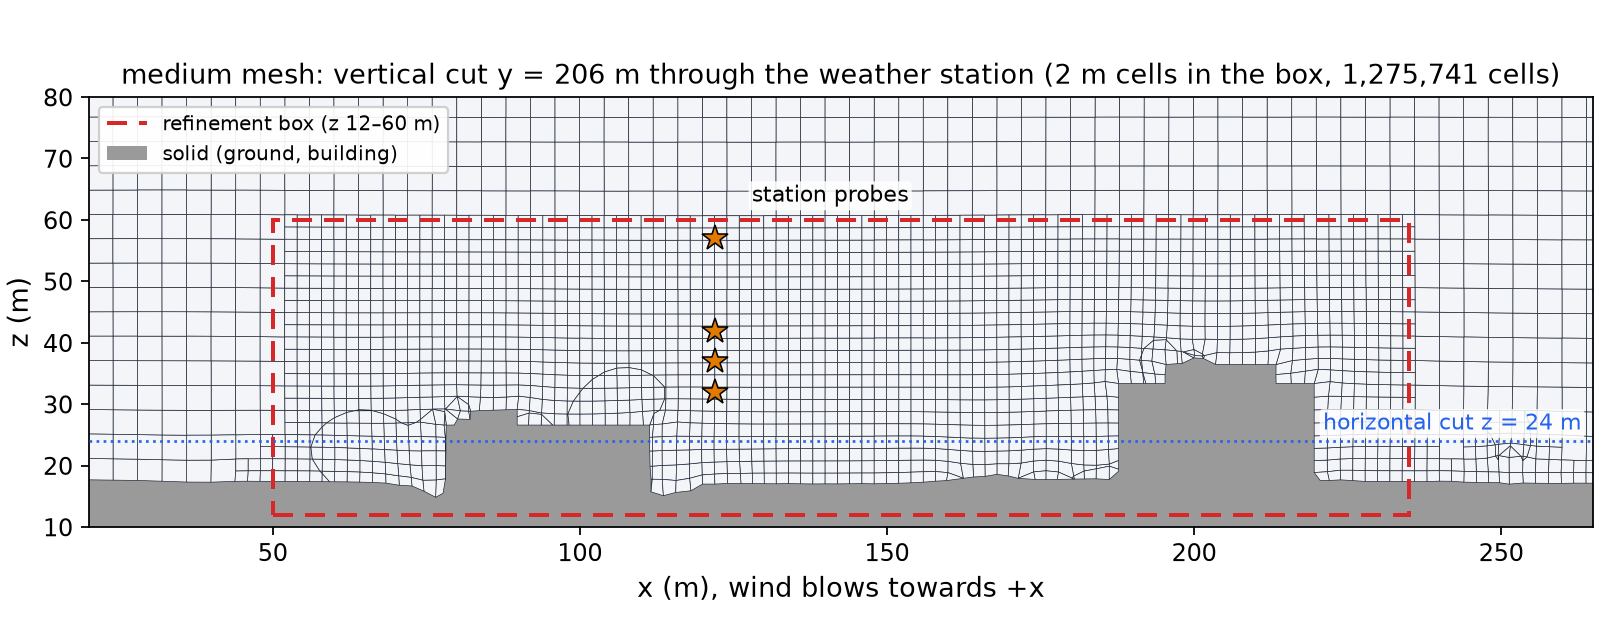 medium mesh: vertical cut y = 206 m through the weather station (2 m cells in the box, 1,275,741 cells)
refinement box (z 12–60 m)
solid (ground, building)
station probes
horizontal cut z = 24 m
80
70
60
50
40
30
20
10
z (m)
50
100
150
200
250
x (m), wind blows towards +x